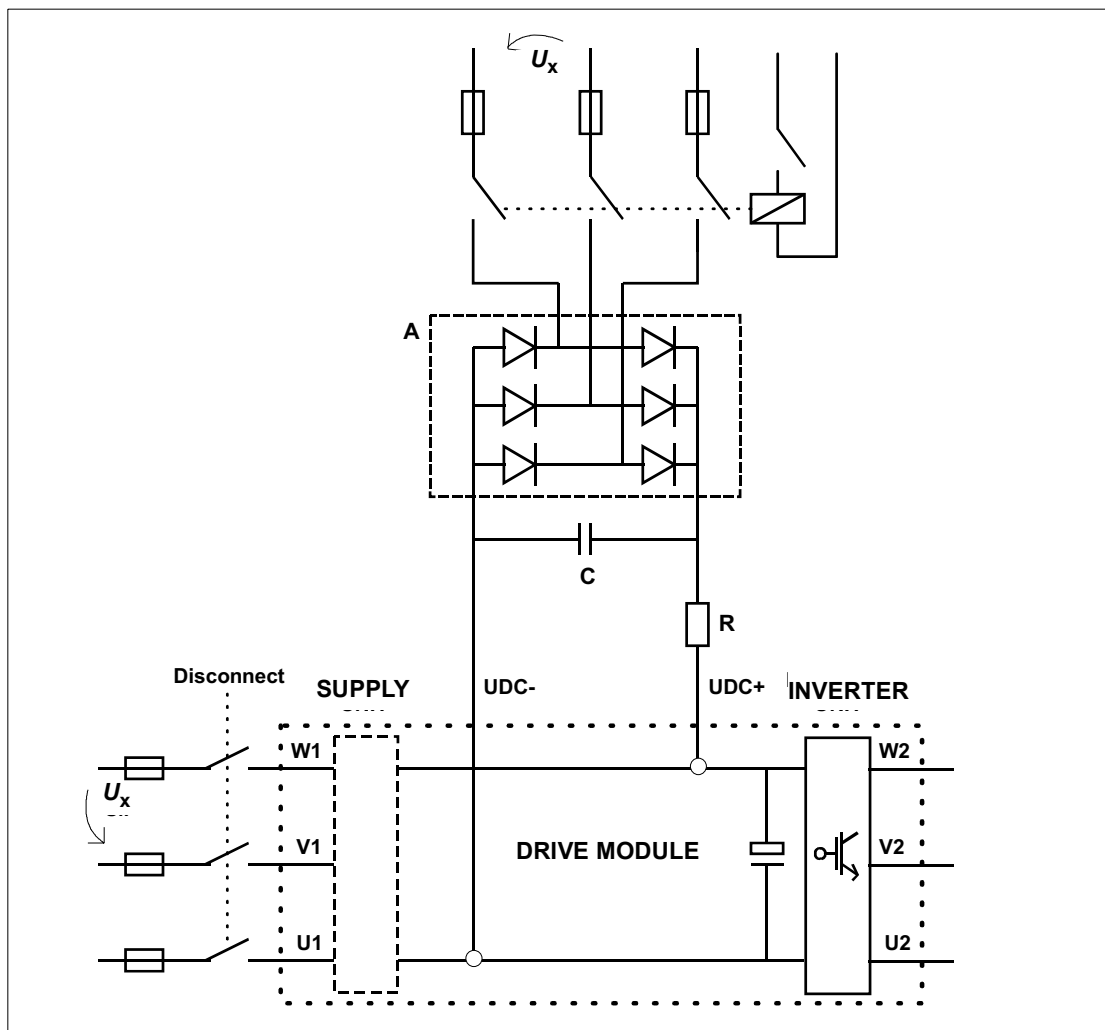 Ux
A
C
R
Disconnect
SUPPLY
UDC-
UDC+
INVERTER
W1
W2
Ux
V1
DRIVE MODULE
V2
U1
U2